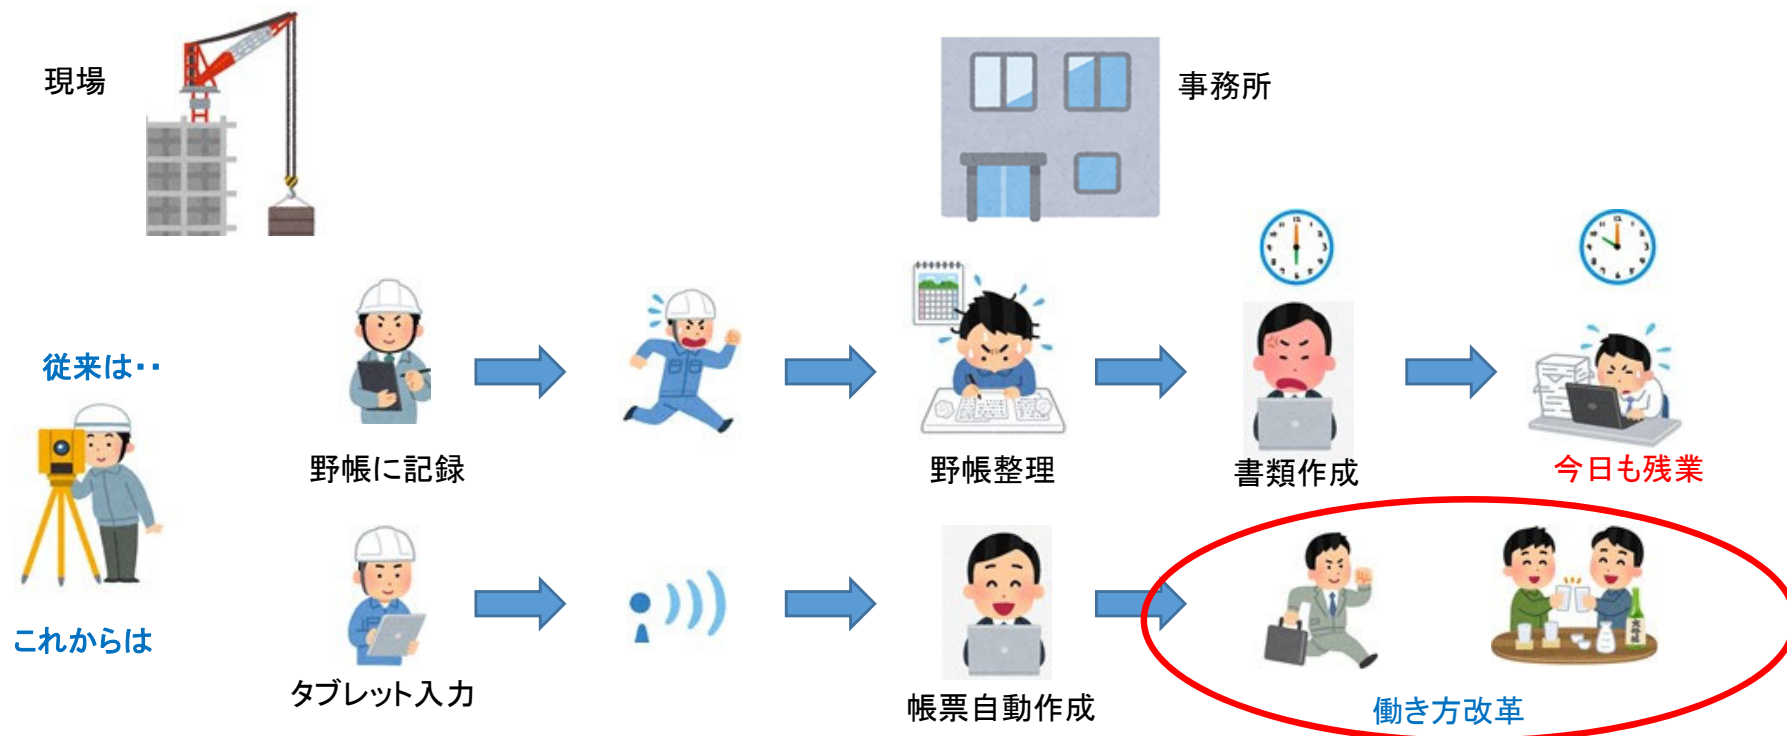 現場
事務所
従来は・・
野帳に記録
野帳整理
書類作成
今日も残業
これからは
タブレット入力
帳票自動作成
働き方改革